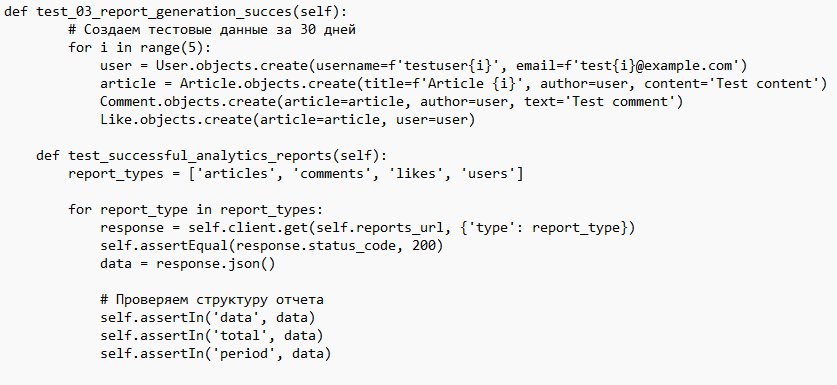 def test_03_report_generation_succes(self):
        # Создаем тестовые данные за 30 дней
        for i in range(5):
            user = User.objects.create(username=f'testuser{i}', email=f'test{i}@example.com')
            article = Article.objects.create(title=f'Article {i}', author=user, content='Test content')
            Comment.objects.create(article=article, author=user, text='Test comment')
            Like.objects.create(article=article, user=user)

    def test_successful_analytics_reports(self):
        report_types = ['articles', 'comments', 'likes', 'users']

        for report_type in report_types:
            response = self.client.get(self.reports_url, {'type': report_type})
            self.assertEqual(response.status_code, 200)
            data = response.json()

            # Проверяем структуру отчета
            self.assertIn('data', data)
            self.assertIn('total', data)
            self.assertIn('period', data)